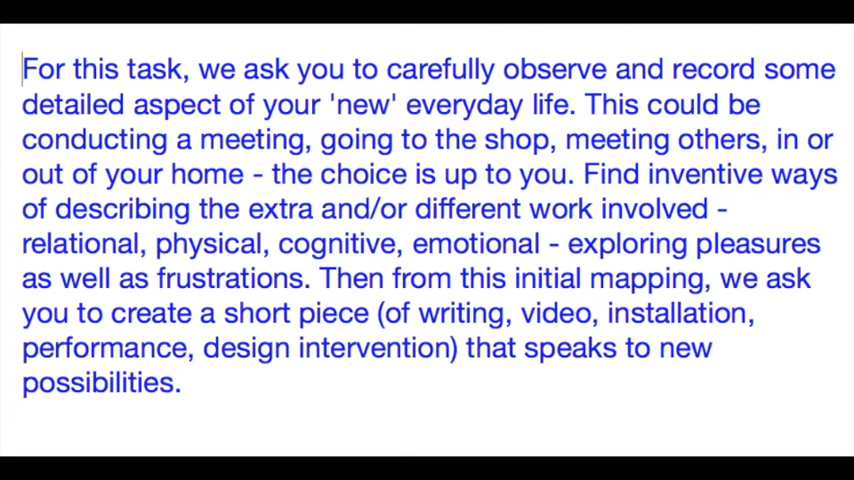 For this task, we ask you to carefully observe and record some
detailed aspect of your 'new' everyday life. This could be
conducting a meeting, going to the shop, meeting others, in or
out of your home - the choice is up to you. Find inventive ways
of describing the extra and/or different work involved -
relational, physical, cognitive, emotional - exploring pleasures
as well as frustrations. Then from this initial mapping, we ask
you to create a short piece (of writing, video, installation,
performance, design intervention) that speaks to new
possibilities.